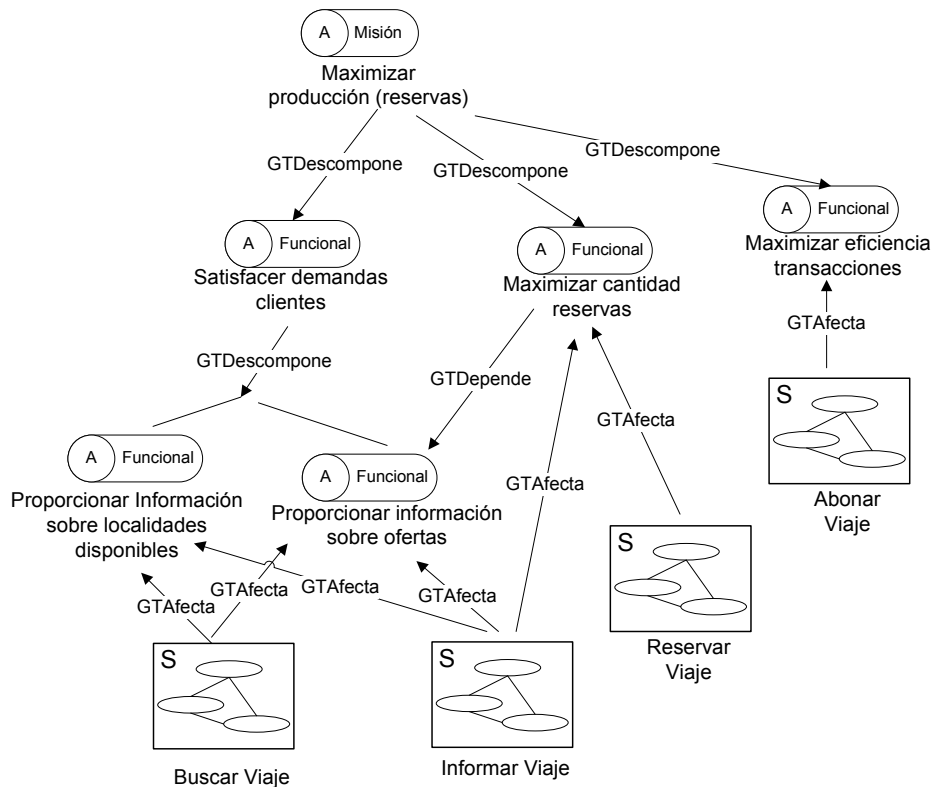 A Misión
Maximizar
producción (reservas)
GTDescompone
GTDescompone
GTDescompone
A Funcional
Satisfacer demandas
clientes
A Funcional
Maximizar cantidad
reservas
A Funcional
Maximizar eficiencia
transacciones
GTDescompone
GTDepende
GTAfecta
A Funcional
Proporcionar Información
sobre localidades
disponibles
A Funcional
Proporcionar información
sobre ofertas
GTAfecta
GTAfecta
S
Abonar
Viaje
GTAfecta
GTAfecta
GTAfecta
GTAfecta
S
Reservar
Viaje
S
Buscar Viaje
S
Informar Viaje